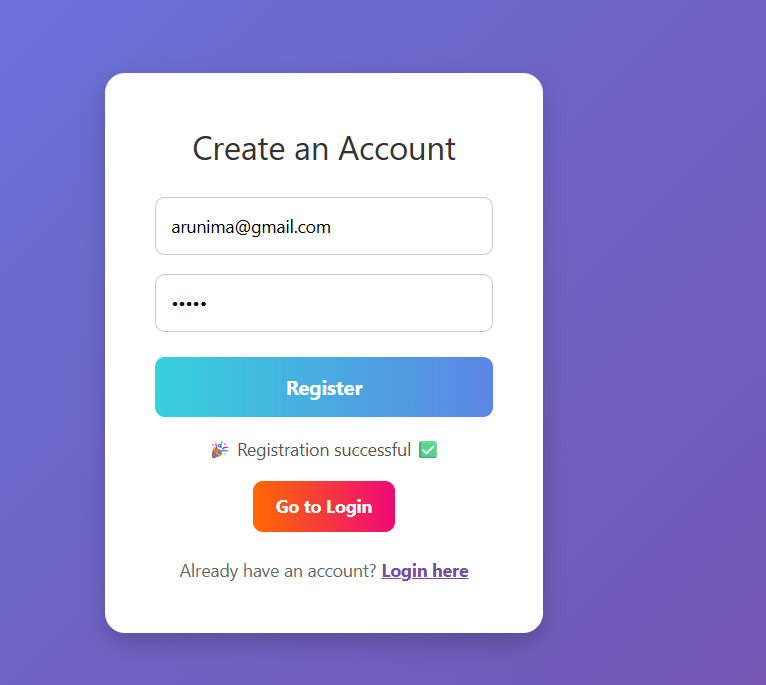 Create an Account
arunima@gmail.com
•••••
Register
🎉 Registration successful ✅
Go to Login
Already have an account? Login here